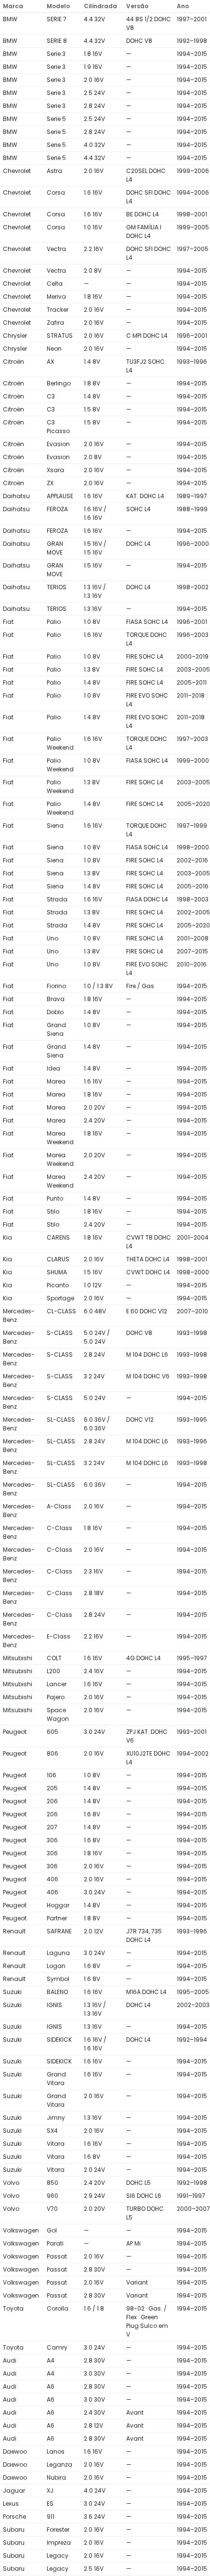 Marca Modelo Cilindrada Versão Ano
BMW SERIE 7 4.4 32V 44 8S 1/2 DOHC 1997–2001
V8
BMW SERIE 8 4.4 32V DOHC V8 1992–1998
BMW Serie 3 1.8 16V — 1994–2015
BMW Serie 3 1.9 16V — 1994–2015
BMW Serie 3 2.0 16V — 1994–2015
BMW Serie 3 2.5 24V — 1994–2015
BMW Serie 3 2.8 24V — 1994–2015
BMW Serie 5 2.5 24V — 1994–2015
BMW Serie 5 2.8 24V — 1994–2015
BMW Serie 5 4.0 32V — 1994–2015
BMW Serie 5 4.4 32V — 1994–2015
Chevrolet Astra 2.0 16V C20SEL DOHC 1999–2006
L4
Chevrolet Corsa 1.6 16V DOHC SFI DOHC 1994–2006
L4
Chevrolet Corsa 1.6 16V BE DOHC L4 1998–2001
Chevrolet Corsa 1.0 16V GM FAMÍLIA I 1999–2005
DOHC L4
Chevrolet Vectra 2.2 16V DOHC SFI DOHC 1997–2005
L4
Chevrolet Vectra 2.0 8V — 1994–2015
Chevrolet Celta — — 1994–2015
Chevrolet Meriva 1.8 16V — 1994–2015
Chevrolet Tracker 2.0 16V — 1994–2015
Chevrolet Zafira 2.0 16V — 1994–2015
Chrysler STRATUS 2.0 16V C MPI DOHC L4 1996–2001
Chrysler Neon 2.0 16V — 1994–2015
Citroën AX 1.4 8V TU3FJ2 SOHC 1993–1996
L4
Citroën Berlingo 1.8 8V — 1994–2015
Citroën C3 1.4 8V — 1994–2015
Citroën C3 1.5 8V — 1994–2015
Citroën C3 1.5 8V — 1994–2015
Picasso
Citroën Evasion 2.0 16V — 1994–2015
Citroën Evasion 2.0 8V — 1994–2015
Citroën Xsara 2.0 16V — 1994–2015
Citroën ZX 2.0 16V — 1994–2015
Daihatsu APPLAUSE 1.6 16V KAT. DOHC L4 1989–1997
Daihatsu FEROZA 1.6 16V / SOHC L4 1988–1999
1.6 16V
Daihatsu FEROZA 1.6 16V — 1994–2015
Daihatsu GRAN 1.5 16V / DOHC L4 1996–2000
MOVE 1.5 16V
Daihatsu GRAN 1.5 16V — 1994–2015
MOVE
Daihatsu TERIOS 1.3 16V / DOHC L4 1998–2002
1.3 16V
Daihatsu TERIOS 1.3 16V — 1994–2015
Fiat Palio 1.0 8V FIASA SOHC L4 1996–2001
Fiat Palio 1.6 16V TORQUE DOHC 1996–2003
L4
Fiat Palio 1.0 8V FIRE SOHC L4 2000–2019
Fiat Palio 1.3 8V FIRE SOHC L4 2003–2005
Fiat Palio 1.4 8V FIRE SOHC L4 2005–2011
Fiat Palio 1.0 8V FIRE EVO SOHC 2011–2018
L4
Fiat Palio 1.4 8V FIRE EVO SOHC 2011–2018
L4
Fiat Palio 1.6 16V TORQUE DOHC 1997–2003
Weekend L4
Fiat Palio 1.0 8V FIASA SOHC L4 1999–2000
Weekend
Fiat Palio 1.3 8V FIRE SOHC L4 2003–2005
Weekend
Fiat Palio 1.4 8V FIRE SOHC L4 2005–2020
Weekend
Fiat Siena 1.6 16V TORQUE DOHC 1997–1999
L4
Fiat Siena 1.0 8V FIASA SOHC L4 1998–2000
Fiat Siena 1.0 8V FIRE SOHC L4 2002–2016
Fiat Siena 1.3 8V FIRE SOHC L4 2003–2005
Fiat Siena 1.4 8V FIRE SOHC L4 2005–2016
Fiat Strada 1.6 16V FIASA DOHC L4 1998–2003
Fiat Strada 1.3 8V FIRE SOHC L4 2002–2005
Fiat Strada 1.4 8V FIRE SOHC L4 2005–2020
Fiat Uno 1.0 8V FIRE SOHC L4 2001–2008
Fiat Uno 1.3 8V FIRE SOHC L4 2007–2015
Fiat Uno 1.0 8V FIRE EVO SOHC 2010–2016
L4
Fiat Fiorino 1.0 / 1.3 8V Fire / Gas 1994–2015
Fiat Brava 1.8 16V — 1994–2015
Fiat Doblo 1.4 8V — 1994–2015
Fiat Grand 1.0 8V — 1994–2015
Siena
Fiat Grand 1.4 8V — 1994–2015
Siena
Fiat Idea 1.4 8V — 1994–2015
Fiat Marea 1.6 16V — 1994–2015
Fiat Marea 1.8 16V — 1994–2015
Fiat Marea 2.0 20V — 1994–2015
Fiat Marea 2.4 20V — 1994–2015
Fiat Marea 1.8 16V — 1994–2015
Weekend
Fiat Marea 2.0 20V — 1994–2015
Weekend
Fiat Marea 2.4 20V — 1994–2015
Weekend
Fiat Punto 1.4 8V — 1994–2015
Fiat Stilo 1.8 16V — 1994–2015
Fiat Stilo 2.4 20V — 1994–2015
Kia CARENS 1.8 16V CVWT TB DOHC 2001–2004
L4
Kia CLARUS 2.0 16V THETA DOHC L4 1998–2001
Kia SHUMA 1.5 16V CVWT DOHC L4 1998–2000
Kia Picanto 1.0 12V — 1994–2015
Kia Sportage 2.0 16V — 1994–2015
Mercedes- CL-CLASS 6.0 48V E 60 DOHC V12 2007–2010
Benz
Mercedes- S-CLASS 5.0 24V / DOHC V8 1993–1998
Benz 5.0 24V
Mercedes- S-CLASS 2.8 24V M 104 DOHC L6 1993–1998
Benz
Mercedes- S-CLASS 3.2 24V M 104 DOHC V6 1993–1998
Benz
Mercedes- S-CLASS 5.0 24V — 1994–2015
Benz
Mercedes- SL-CLASS 6.0 36V / DOHC V12 1993–1995
Benz 6.0 36V
Mercedes- SL-CLASS 2.8 24V M 104 DOHC L6 1993–1996
Benz
Mercedes- SL-CLASS 3.2 24V M 104 DOHC L6 1993–1998
Benz
Mercedes- SL-CLASS 6.0 36V — 1994–2015
Benz
Mercedes- A-Class 2.0 16V — 1994–2015
Benz
Mercedes- C-Class 1.8 16V — 1994–2015
Benz
Mercedes- C-Class 2.0 16V — 1994–2015
Benz
Mercedes- C-Class 2.3 16V — 1994–2015
Benz
Mercedes- C-Class 2.8 18V — 1994–2015
Benz
Mercedes- C-Class 2.8 24V — 1994–2015
Benz
Mercedes- E-Class 2.2 16V — 1994–2015
Benz
Mitsubishi COLT 1.6 16V 4G DOHC L4 1995–1997
Mitsubishi L200 2.4 16V — 1994–2015
Mitsubishi Lancer 1.6 16V — 1994–2015
Mitsubishi Pajero 2.0 16V — 1994–2015
Mitsubishi Space 2.0 16V — 1994–2015
Wagon
Peugeot 605 3.0 24V ZPJ KAT. DOHC 1993–2001
V6
Peugeot 806 2.0 16V XU10J2TE DOHC 1994–2002
L4
Peugeot 106 1.0 8V — 1994–2015
Peugeot 205 1.4 8V — 1994–2015
Peugeot 206 1.4 8V — 1994–2015
Peugeot 206 1.6 8V — 1994–2015
Peugeot 207 1.4 8V — 1994–2015
Peugeot 306 1.6 8V — 1994–2015
Peugeot 306 1.8 16V — 1994–2015
Peugeot 306 2.0 16V — 1994–2015
Peugeot 406 2.0 16V — 1994–2015
Peugeot 406 3.0 24V — 1994–2015
Peugeot Hoggar 1.4 8V — 1994–2015
Peugeot Partner 1.8 8V — 1994–2015
Renault SAFRANE 2.0 12V J7R 734, 735 1993–1996
DOHC L4
Renault Laguna 3.0 24V — 1994–2015
Renault Logan 1.6 8V — 1994–2015
Renault Symbol 1.6 8V — 1994–2015
Suzuki BALENO 1.6 16V M16A DOHC L4 1995–2005
Suzuki IGNIS 1.3 16V / DOHC L4 2002–2003
1.3 16V
Suzuki IGNIS 1.3 16V — 1994–2015
Suzuki SIDEKICK 1.6 16V / DOHC L4 1992–1994
1.6 16V
Suzuki SIDEKICK 1.6 16V — 1994–2015
Suzuki Grand 1.6 16V — 1994–2015
Vitara
Suzuki Grand 2.0 16V — 1994–2015
Vitara
Suzuki Jimny 1.3 16V — 1994–2015
Suzuki SX4 2.0 16V — 1994–2015
Suzuki Vitara 1.6 16V — 1994–2015
Suzuki Vitara 1.6 8V — 1994–2015
Suzuki Vitara 2.0 24V — 1994–2015
Volvo 850 2.4 20V DOHC L5 1992–1998
Volvo 960 2.9 24V SI6 DOHC L6 1991–1997
Volvo V70 2.0 20V TURBO DOHC 2000–2007
L5
Volkswagen Gol — — 1994–2015
Volkswagen Parati — AP Mi 1994–2015
Volkswagen Passat 2.0 16V — 1994–2015
Volkswagen Passat 2.8 30V — 1994–2015
Volkswagen Passat 2.0 16V Variant 1994–2015
Volkswagen Passat 2.8 30V Variant 1994–2015
Toyota Corolla 1.6 / 1.8 98-02 Gas / 1994–2015
Flex Green
Plug Sulco em
V
Toyota Camry 3.0 24V — 1994–2015
Audi A4 2.8 30V — 1994–2015
Audi A4 3.0 30V — 1994–2015
Audi A6 2.8 30V — 1994–2015
Audi A6 3.0 30V — 1994–2015
Audi A6 2.4 30V Avant 1994–2015
Audi A6 2.8 12V Avant 1994–2015
Audi A6 2.8 30V Avant 1994–2015
Daewoo Lanos 1.6 16V — 1994–2015
Daewoo Leganza 2.0 16V — 1994–2015
Daewoo Nubira 2.0 16V — 1994–2015
Jaguar XJ 4.0 24V — 1994–2015
Lexus ES 3.0 24V — 1994–2015
Porsche 911 3.6 24V — 1994–2015
Subaru Forester 2.0 16V — 1994–2015
Subaru Impreza 2.0 16V — 1994–2015
Subaru Legacy 2.0 16V — 1994–2015
Subaru Legacy 2.5 16V — 1994–2015